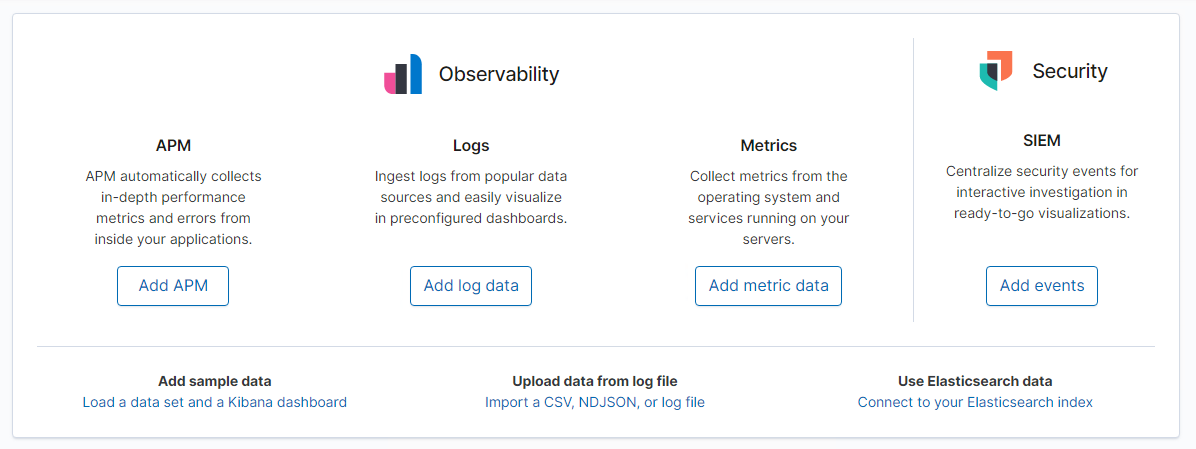 Observability
Security
APM
APM automatically collects
in-depth performance
metrics and errors from
inside your applications.
Add APM
Logs
Ingest logs from popular data
sources and easily visualize
in preconfigured dashboards.
Add log data
Metrics
Collect metrics from the
operating system and
services running on your
servers.
Add metric data
SIEM
Centralize security events for
interactive investigation in
ready-to-go visualizations.
Add events
Add sample data
Load a data set and a Kibana dashboard
Upload data from log file
Import a CSV, NDJSON, or log file
Use Elasticsearch data
Connect to your Elasticsearch index